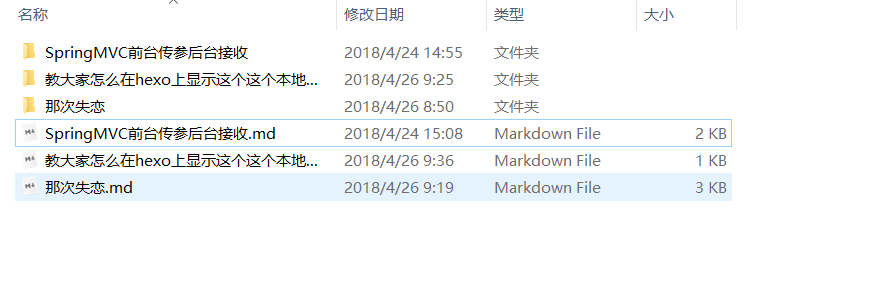 名称 修改日期 类型 大小
SpringMVC前台传参后台接收 2018/4/24 14:55 文件夹
教大家怎么在hexo上显示这个这个本地... 2018/4/26 9:25 文件夹
那次失恋 2018/4/26 8:50 文件夹
SpringMVC前台传参后台接收.md 2018/4/24 15:08 Markdown File 2 KB
教大家怎么在hexo上显示这个这个本地... 2018/4/26 9:36 Markdown File 1 KB
那次失恋.md 2018/4/26 9:19 Markdown File 3 KB